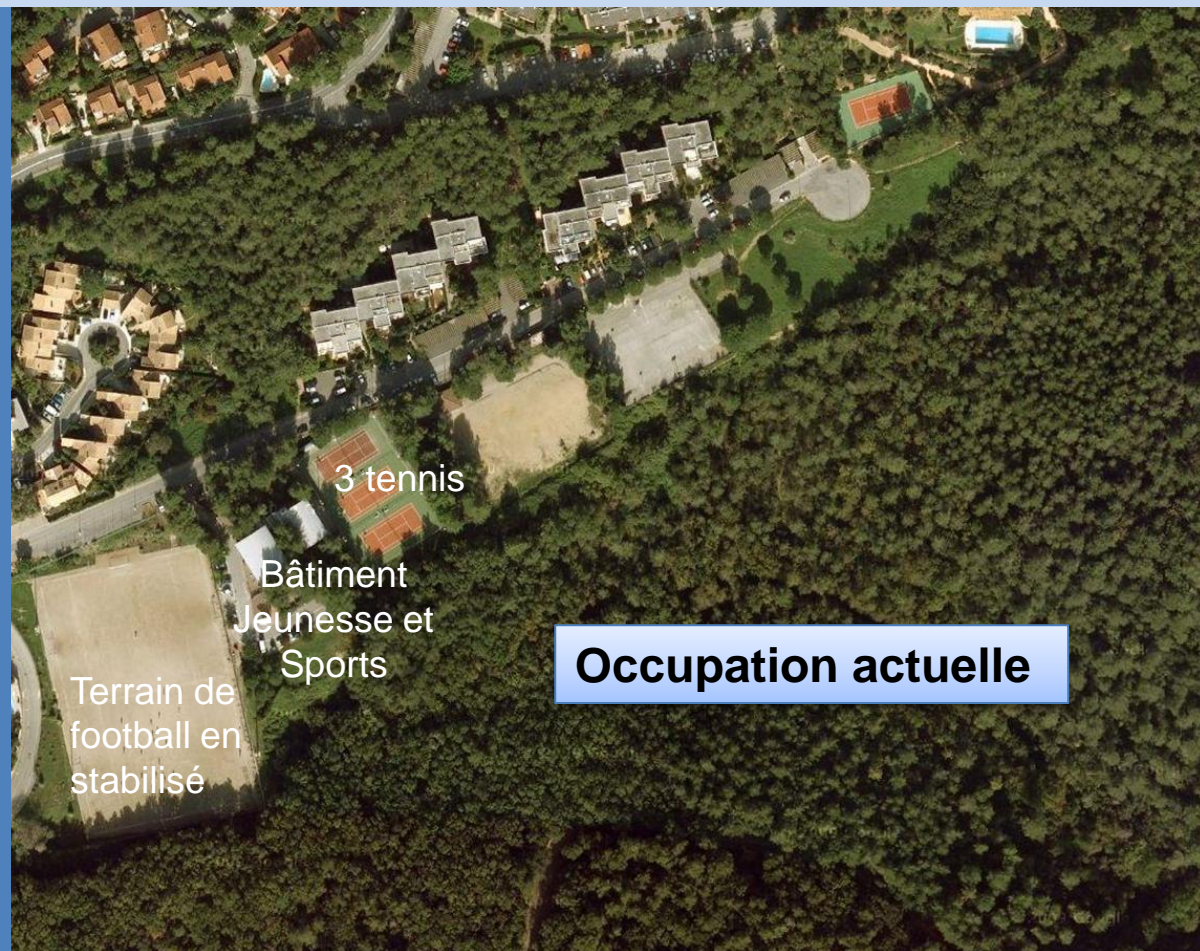 3 tennis
Bâtiment
Jeunesse et
Sports
Occupation actuelle
Terrain de
football en
stabilisé